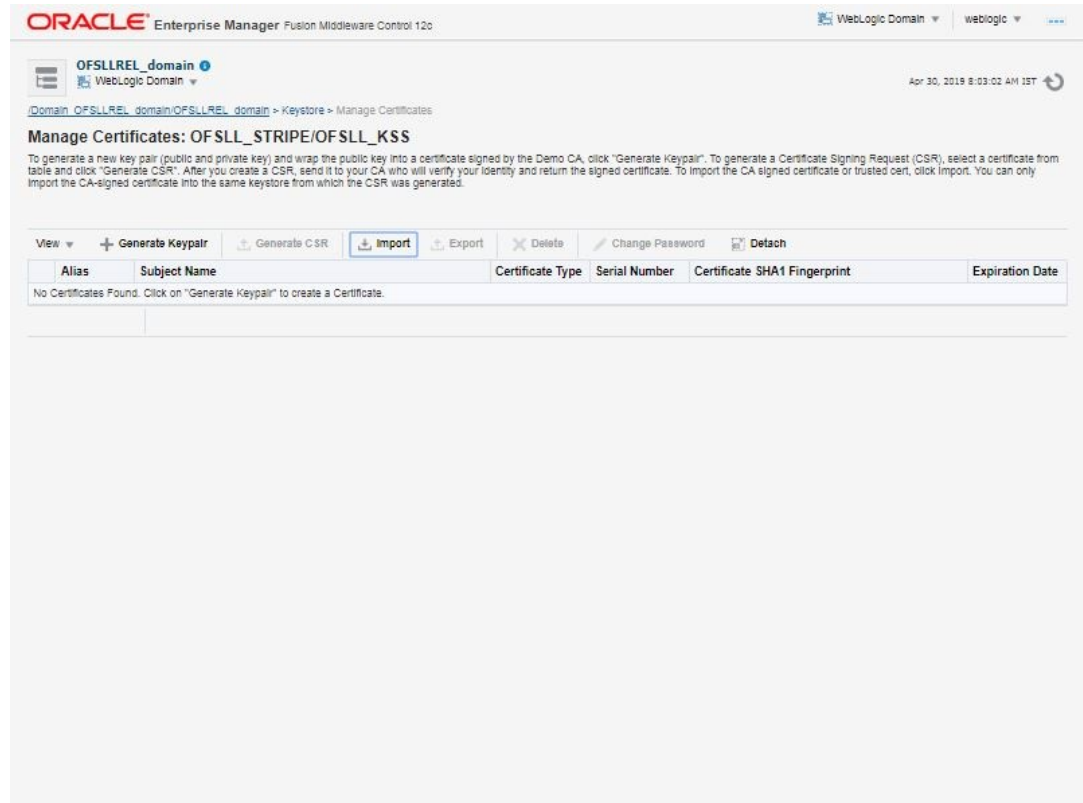 ORACLE Enterprise Manager Fusion Middleware Control 12c
WebLogic Domain weblogic
OFSLLREL_domain
WebLogic Domain
Apr 30, 2019 8:03:02 AM IST
/Domain_OFSLLREL_domain/OFSLLREL_domain > Keystore > Manage Certificates
Manage Certificates: OFSLL_STRIPE/OFSLL_KSS
To generate a new key pair (public and private key) and wrap the public key into a certificate signed by the Demo CA, click "Generate Keypair". To generate a Certificate Signing Request (CSR), select a certificate from
table and click "Generate CSR". After you create a CSR, send it to your CA who will verify your identity and return the signed certificate. To import the CA signed certificate or trusted cert, click Import. You can only
import the CA-signed certificate into the same keystore from which the CSR was generated.
View Generate Keypair Generate CSR Import Export Delete Change Password Detach
Alias Subject Name Certificate Type Serial Number Certificate SHA1 Fingerprint Expiration Date
No Certificates Found. Click on "Generate Keypair" to create a Certificate.